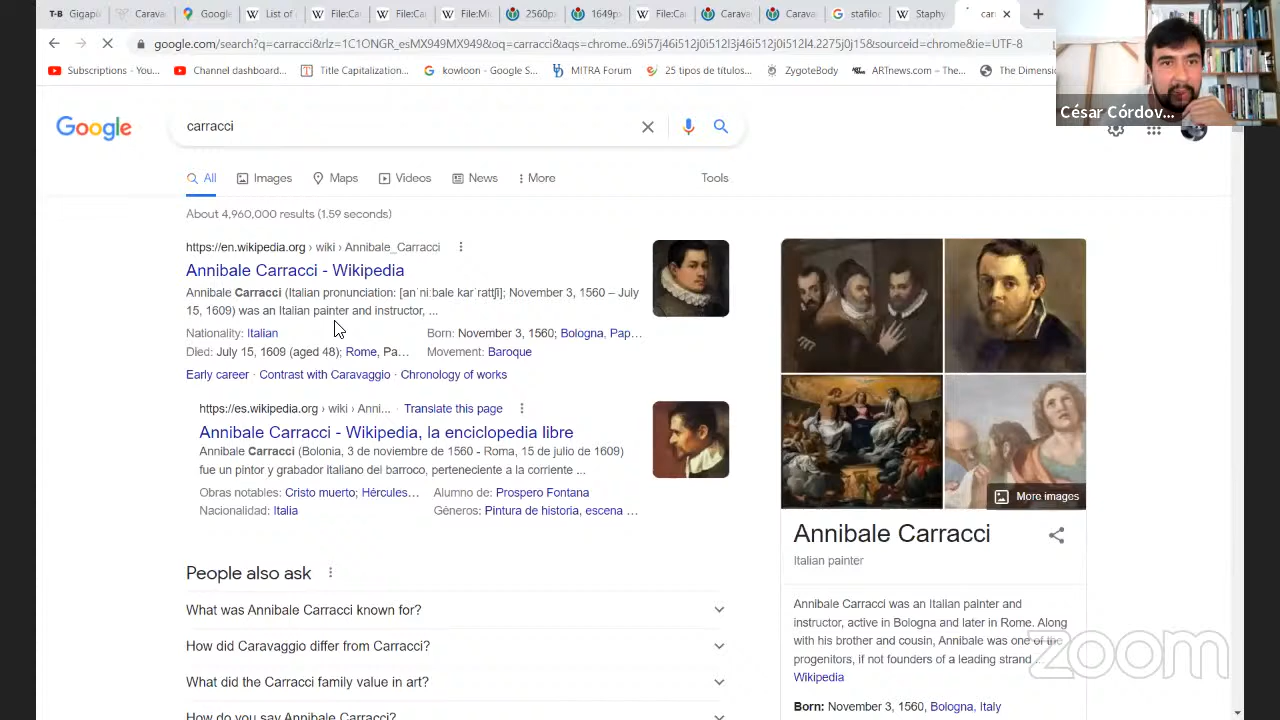 T-B Gigapi
Carava
Google
List of
File:Ca
File:Ca
File:Mi
2560p
1649p
File:Ca
Carava
Carava
stafiloc
Staphy
car
google.com/search?q=carracci&rlz=1C1ONGR_esMX949MX949&oq=carracci&aqs=chrome..69i57j46i512j0i512l3j46i512j0i512l4.2275j0j15&sourceid=chrome&ie=UTF-8
Subscriptions - You...
Channel dashboard...
Title Capitalization...
kowloon - Google S...
MITRA Forum
25 tipos de títulos...
ZygoteBody
ARTnews.com – The...
The Dimension
César Córdov...
Google
carracci
All
Images
Maps
Videos
News
More
Tools
About 4,960,000 results (1.59 seconds)
https://en.wikipedia.org › wiki › Annibale_Carracci
Annibale Carracci - Wikipedia
Annibale Carracci (Italian pronunciation: [anˈniːbale karˈrattʃi]; November 3, 1560 – July
15, 1609) was an Italian painter and instructor, ...
Nationality: Italian
Born: November 3, 1560; Bologna, Pap...
Died: July 15, 1609 (aged 48); Rome, Pa...
Movement: Baroque
Early career · Contrast with Caravaggio · Chronology of works
https://es.wikipedia.org › wiki › Anni... · Translate this page
Annibale Carracci - Wikipedia, la enciclopedia libre
Annibale Carracci (Bolonia, 3 de noviembre de 1560 - Roma, 15 de julio de 1609)
fue un pintor y grabador italiano del barroco, perteneciente a la corriente ...
Obras notables: Cristo muerto; Hércules...
Alumno de: Prospero Fontana
Nacionalidad: Italia
Géneros: Pintura de historia, escena ...
People also ask
What was Annibale Carracci known for?
How did Caravaggio differ from Carracci?
What did the Carracci family value in art?
How do you say Annibale Carracci?
More images
Annibale Carracci
Italian painter
Annibale Carracci was an Italian painter and
instructor, active in Bologna and later in Rome. Along
with his brother and cousin, Annibale was one of the
progenitors, if not founders of a leading strand ...
Wikipedia
Born: November 3, 1560, Bologna, Italy
zoom